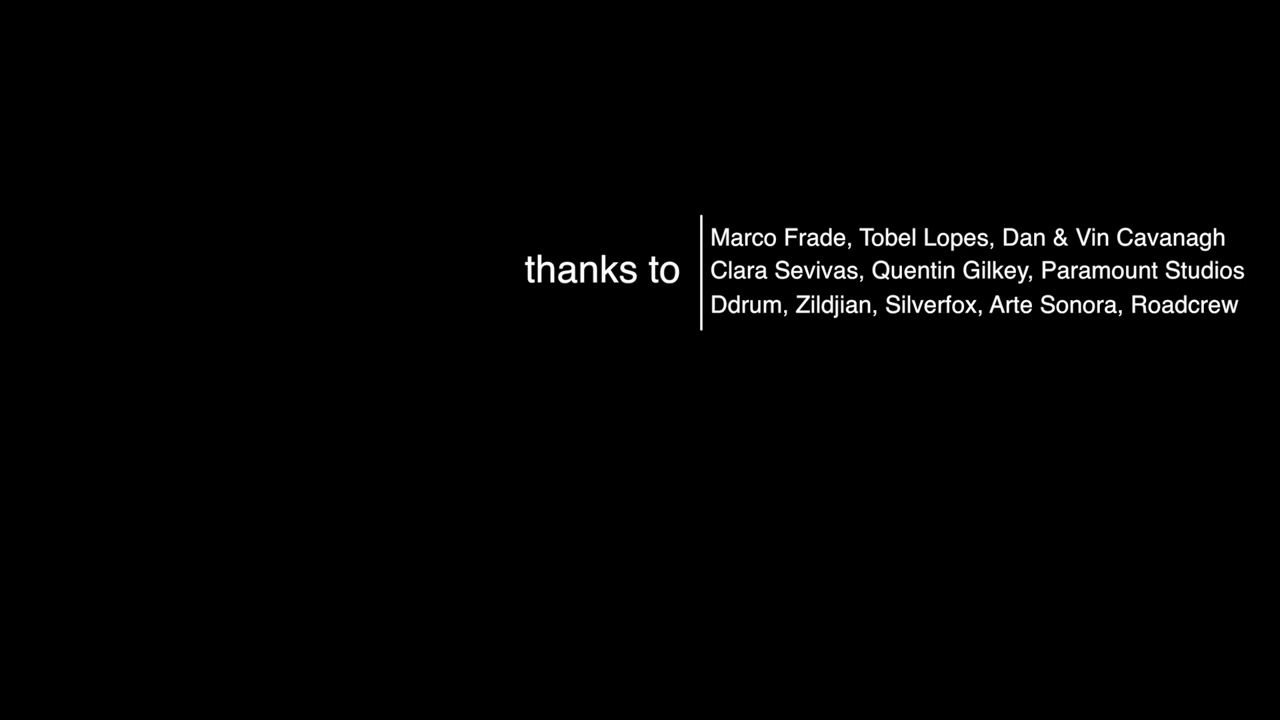 thanks to
Marco Frade, Tobel Lopes, Dan & Vin Cavanagh
Clara Sevivas, Quentin Gilkey, Paramount Studios
Ddrum, Zildjian, Silverfox, Arte Sonora, Roadcrew